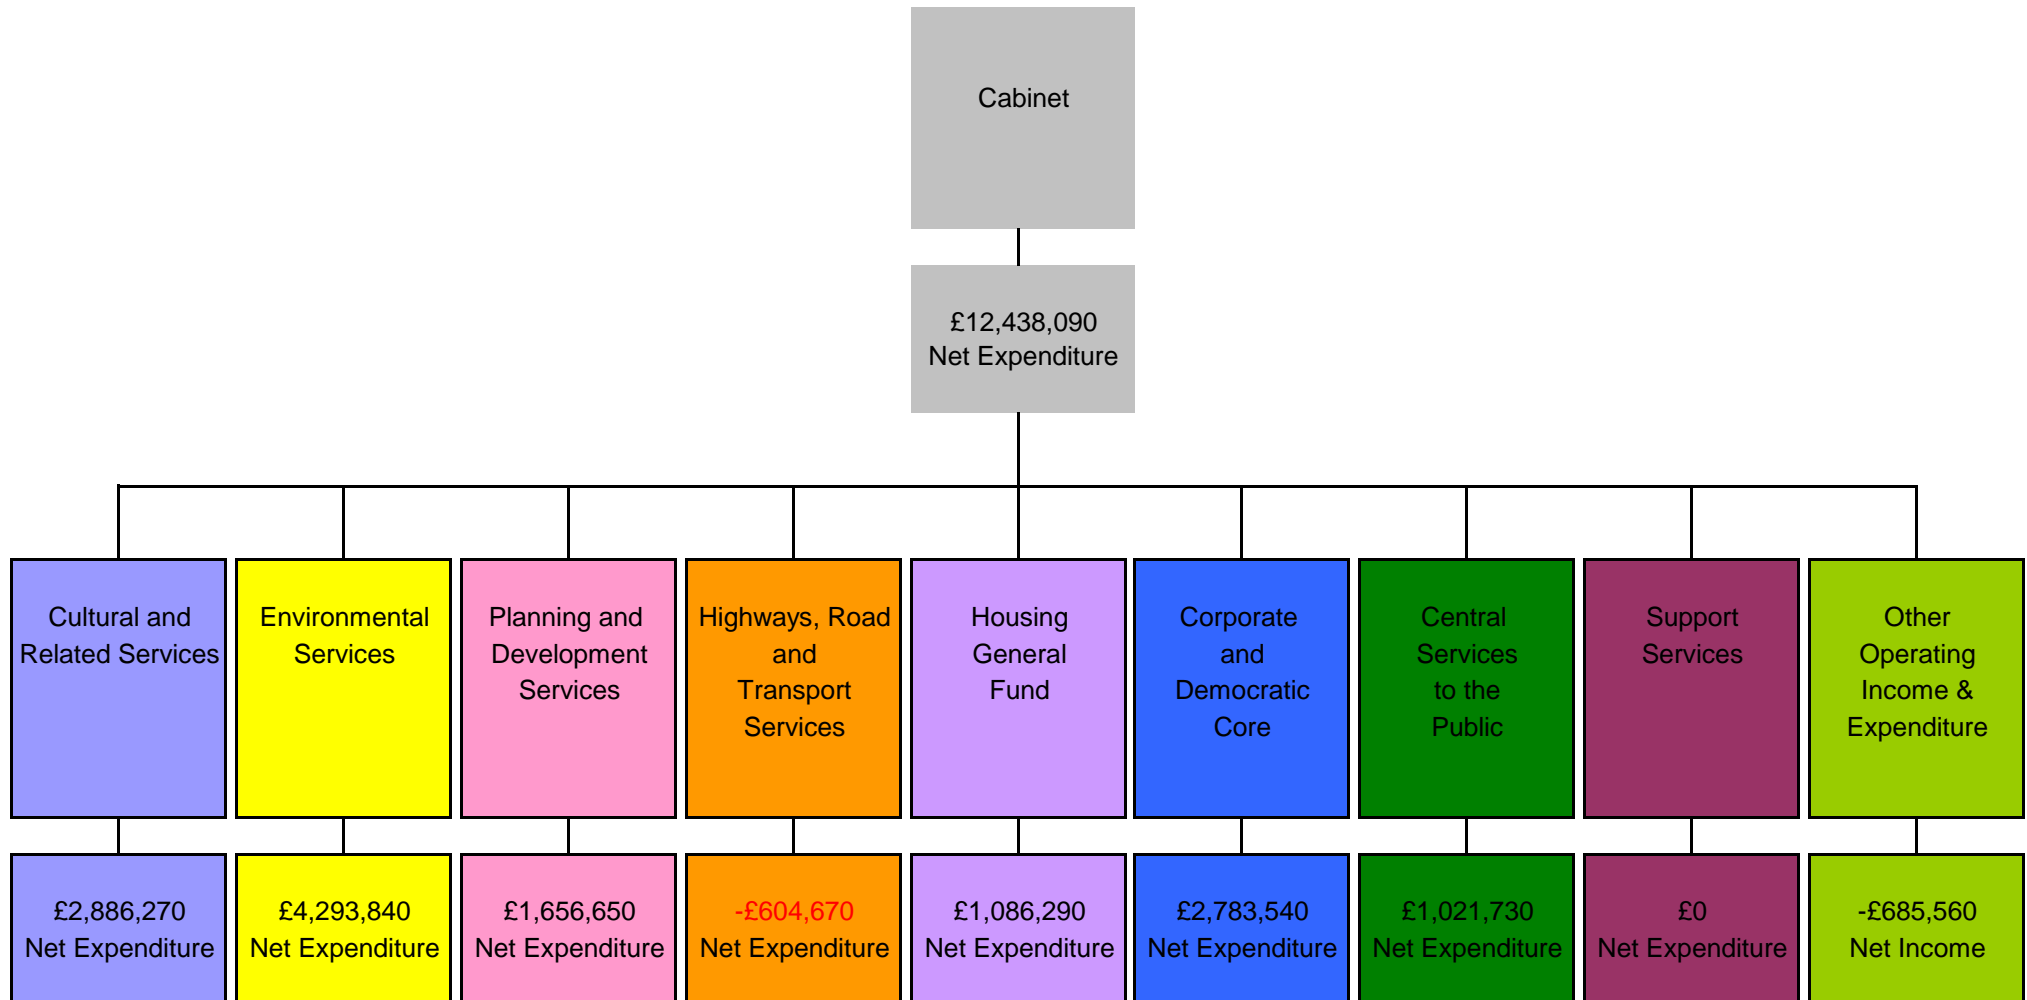 Cabinet
£12,438,090
Net Expenditure
Cultural and
Related Services
Environmental
Services
Planning and
Development
Services
Highways, Road
and
Transport
Services
Housing
General
Fund
Corporate
and
Democratic
Core
Central
Services
to the
Public
Support
Services
Other
Operating
Income &
Expenditure
£2,886,270
Net Expenditure
£4,293,840
Net Expenditure
£1,656,650
Net Expenditure
-£604,670
Net Expenditure
£1,086,290
Net Expenditure
£2,783,540
Net Expenditure
£1,021,730
Net Expenditure
£0
Net Expenditure
-£685,560
Net Income